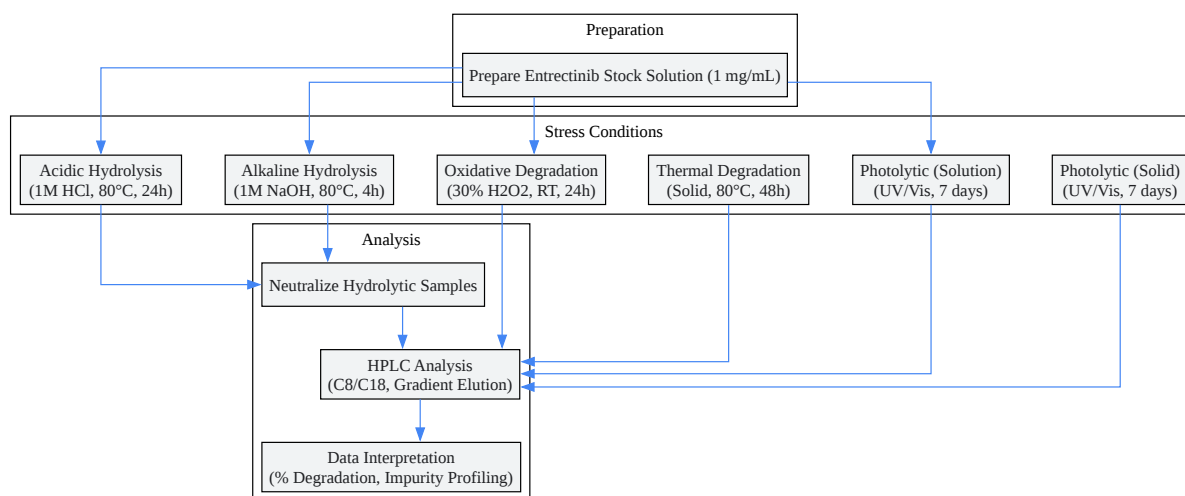 Preparation
Prepare Entrectinib Stock Solution (1 mg/mL)
Stress Conditions
Acidic Hydrolysis
(1M HCl, 80°C, 24h)
Alkaline Hydrolysis
(1M NaOH, 80°C, 4h)
Oxidative Degradation
(30% H2O2, RT, 24h)
Thermal Degradation
(Solid, 80°C, 48h)
Photolytic (Solution)
(UV/Vis, 7 days)
Photolytic (Solid)
(UV/Vis, 7 days)
Analysis
Neutralize Hydrolytic Samples
HPLC Analysis
(C8/C18, Gradient Elution)
Data Interpretation
(% Degradation, Impurity Profiling)